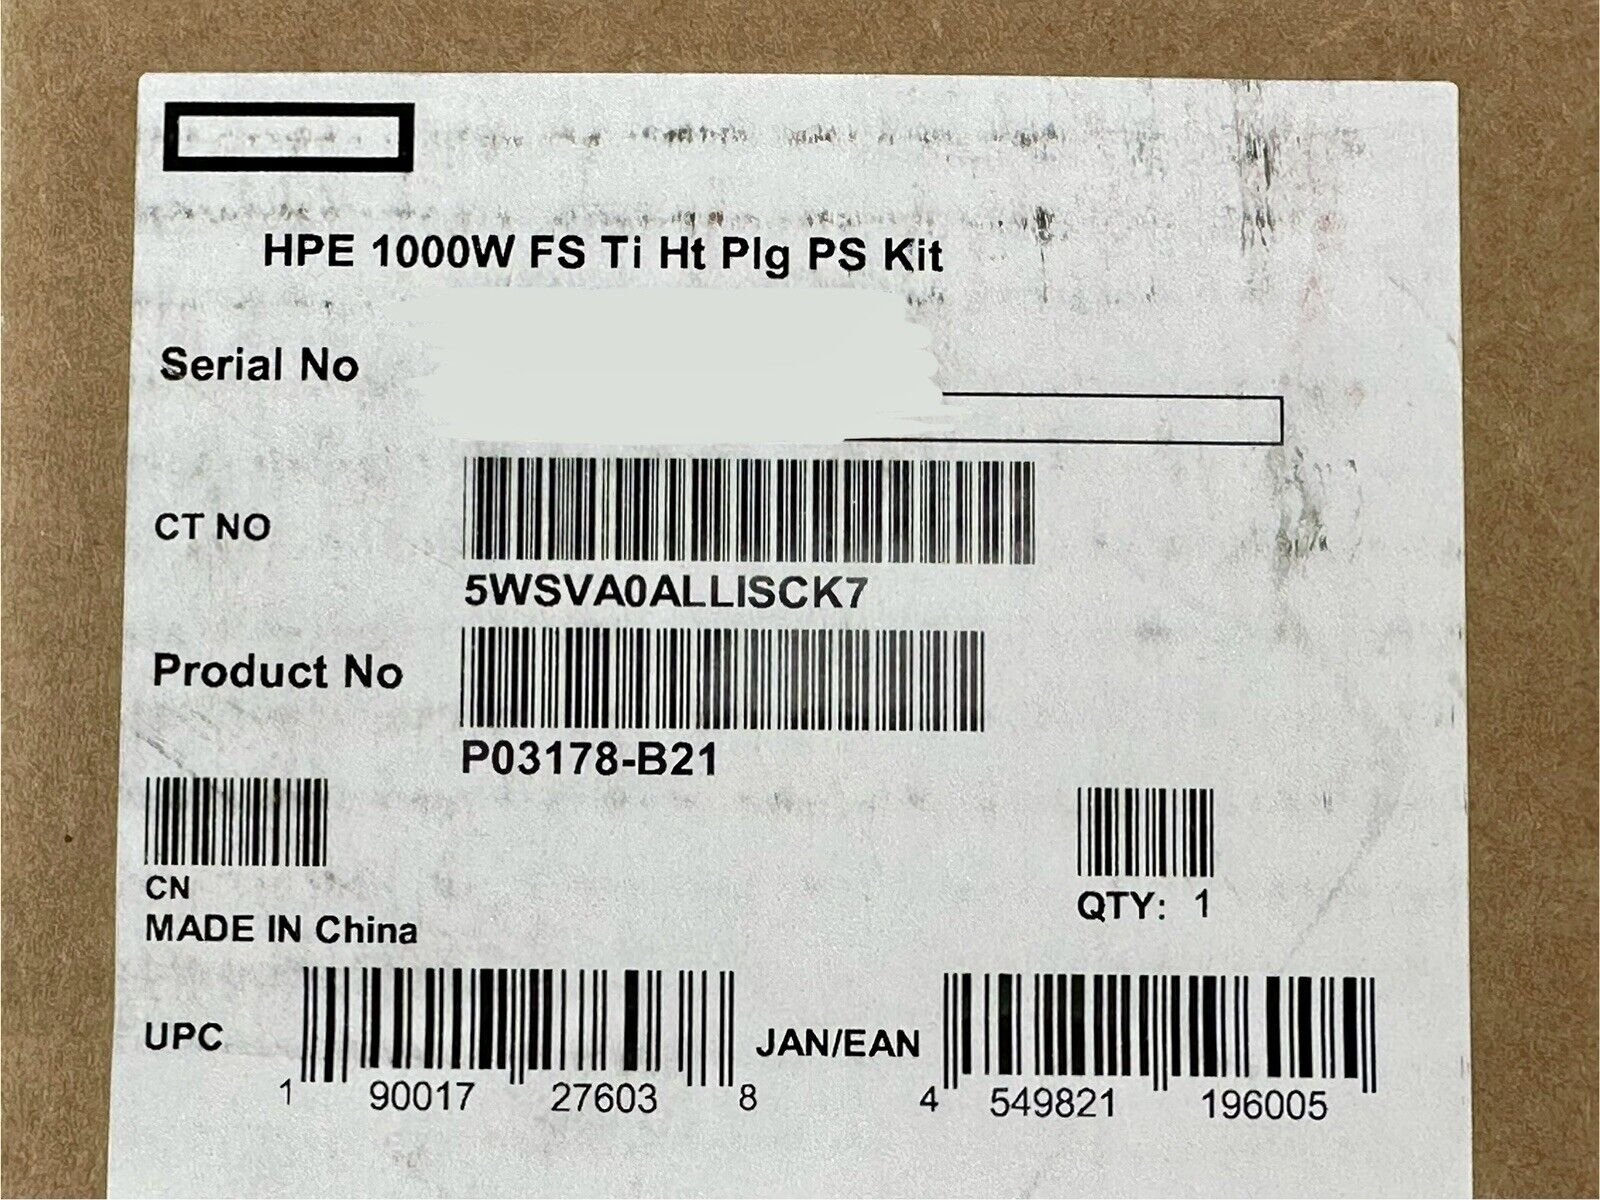 HPE 1000W FS Ti Ht Plg PS Kit
Serial No
CT NO
5WSVA0ALLISCK7
Product No
P03178-B21
CN
MADE IN China
QTY: 1
UPC
1 90017 27603 8
JAN/EAN
4 549821 196005